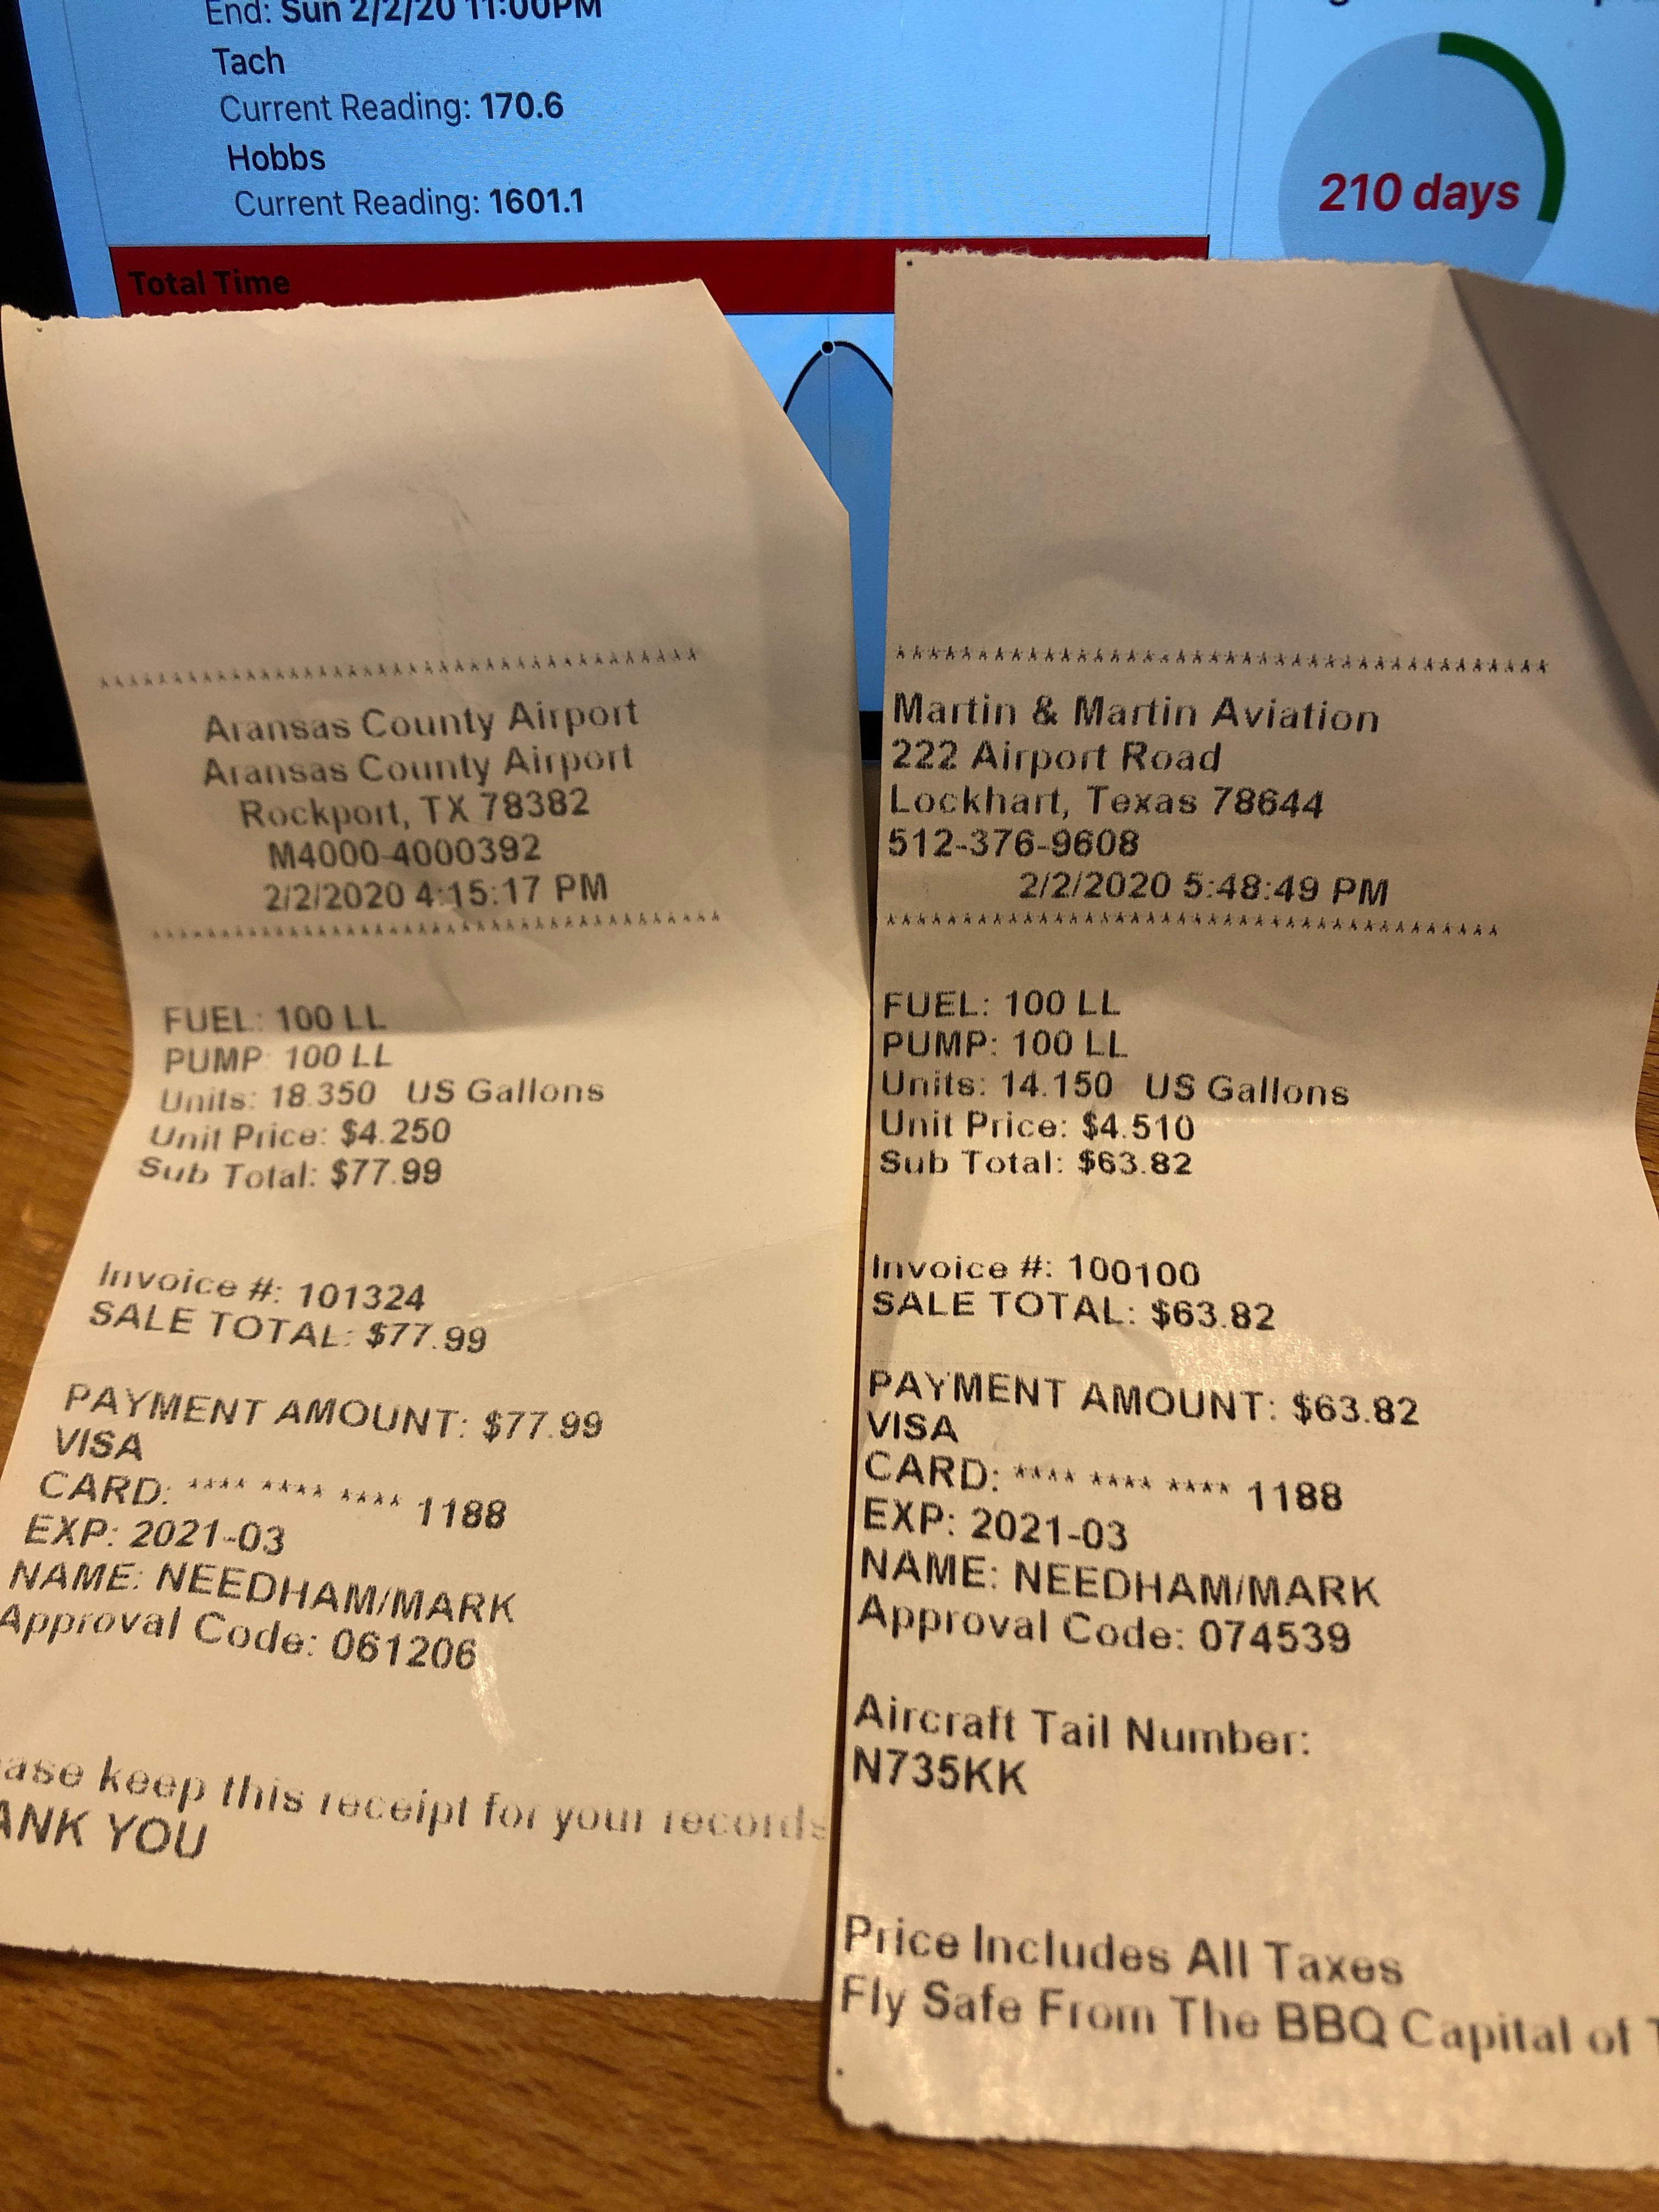 End: Sun 2/2/20 11:00PM
Tach
Current Reading: 170.6
Hobbs
Current Reading: 1601.1
Total Time
210 days
***********************************
Aransas County Airport
Aransas County Airport
Rockport, TX 78382
M4000-4000392
2/2/2020 4:15:17 PM
***********************************
FUEL: 100 LL
PUMP: 100 LL
Units: 18.350 US Gallons
Unit Price: $4.250
Sub Total: $77.99
Invoice #: 101324
SALE TOTAL: $77.99
PAYMENT AMOUNT: $77.99
VISA
CARD: **** **** **** 1188
EXP: 2021-03
NAME: NEEDHAM/MARK
Approval Code: 061206
ase keep this receipt for your records
ANK YOU
***********************************
Martin & Martin Aviation
222 Airport Road
Lockhart, Texas 78644
512-376-9608
2/2/2020 5:48:49 PM
***********************************
FUEL: 100 LL
PUMP: 100 LL
Units: 14.150 US Gallons
Unit Price: $4.510
Sub Total: $63.82
Invoice #: 100100
SALE TOTAL: $63.82
PAYMENT AMOUNT: $63.82
VISA
CARD: **** **** **** 1188
EXP: 2021-03
NAME: NEEDHAM/MARK
Approval Code: 074539
Aircraft Tail Number:
N735KK
Price Includes All Taxes
Fly Safe From The BBQ Capital of T